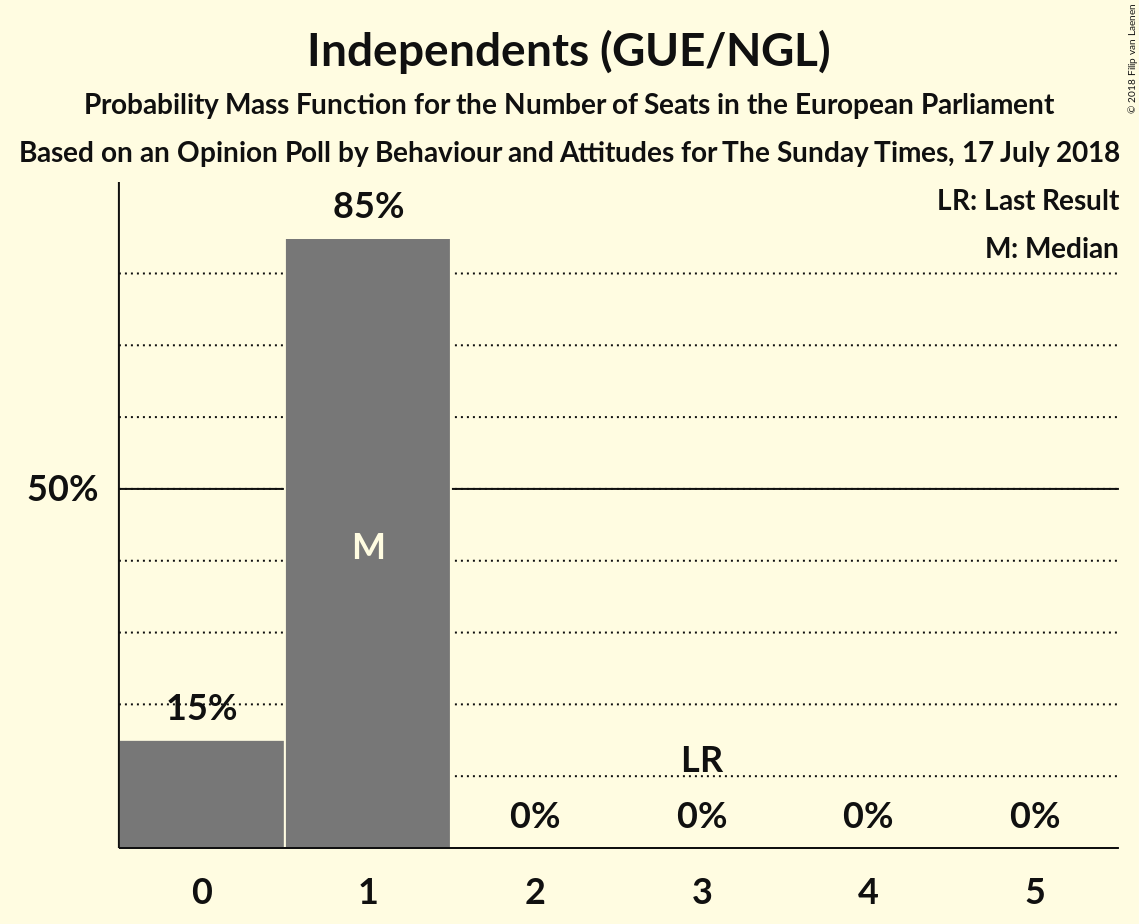 Independents (GUE/NGL)
Probability Mass Function for the Number of Seats in the European Parliament
Based on an Opinion Poll by Behaviour and Attitudes for The Sunday Times, 17 July 2018
© 2018 Filip van Laenen
LR: Last Result
M: Median
85%
50%
M
15%
LR
0% 0% 0% 0%
0 1 2 3 4 5